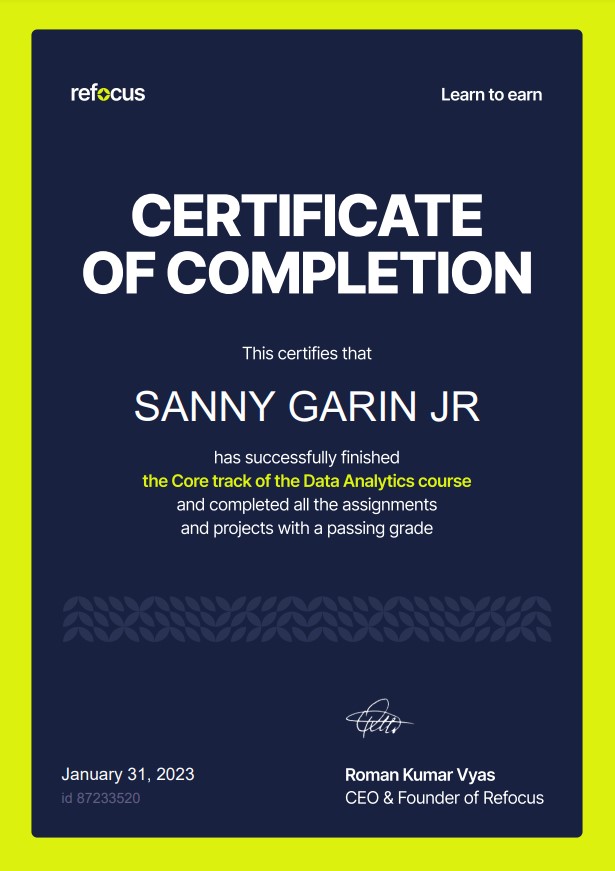 refocus
Learn to earn
CERTIFICATE
OF COMPLETION
This certifies that
SANNY GARIN JR
has successfully finished
the Core track of the Data Analytics course
and completed all the assignments
and projects with a passing grade
January 31, 2023
id 87233520
Roman Kumar Vyas
CEO & Founder of Refocus